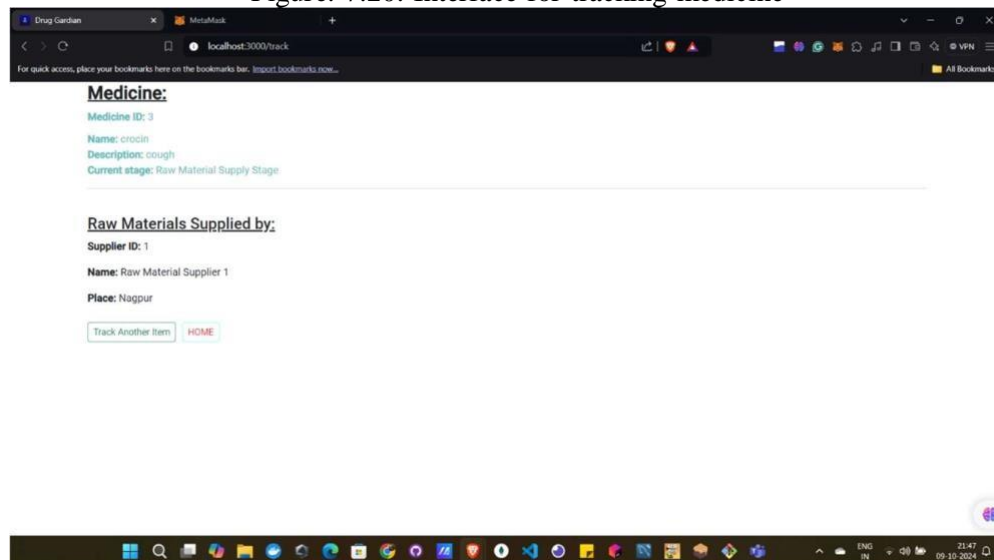 Figure. 7.20: Interface for tracking medicine
Drug Gardian
MetaMask
localhost:3000/track
VPN
For quick access, place your bookmarks here on the bookmarks bar. Import bookmarks now...
All Bookmarks
Medicine:
Medicine ID: 3
Name: crocin
Description: cough
Current stage: Raw Material Supply Stage
Raw Materials Supplied by:
Supplier ID: 1
Name: Raw Material Supplier 1
Place: Nagpur
Track Another Item
HOME
ENG
IN
21:47
09-10-2024